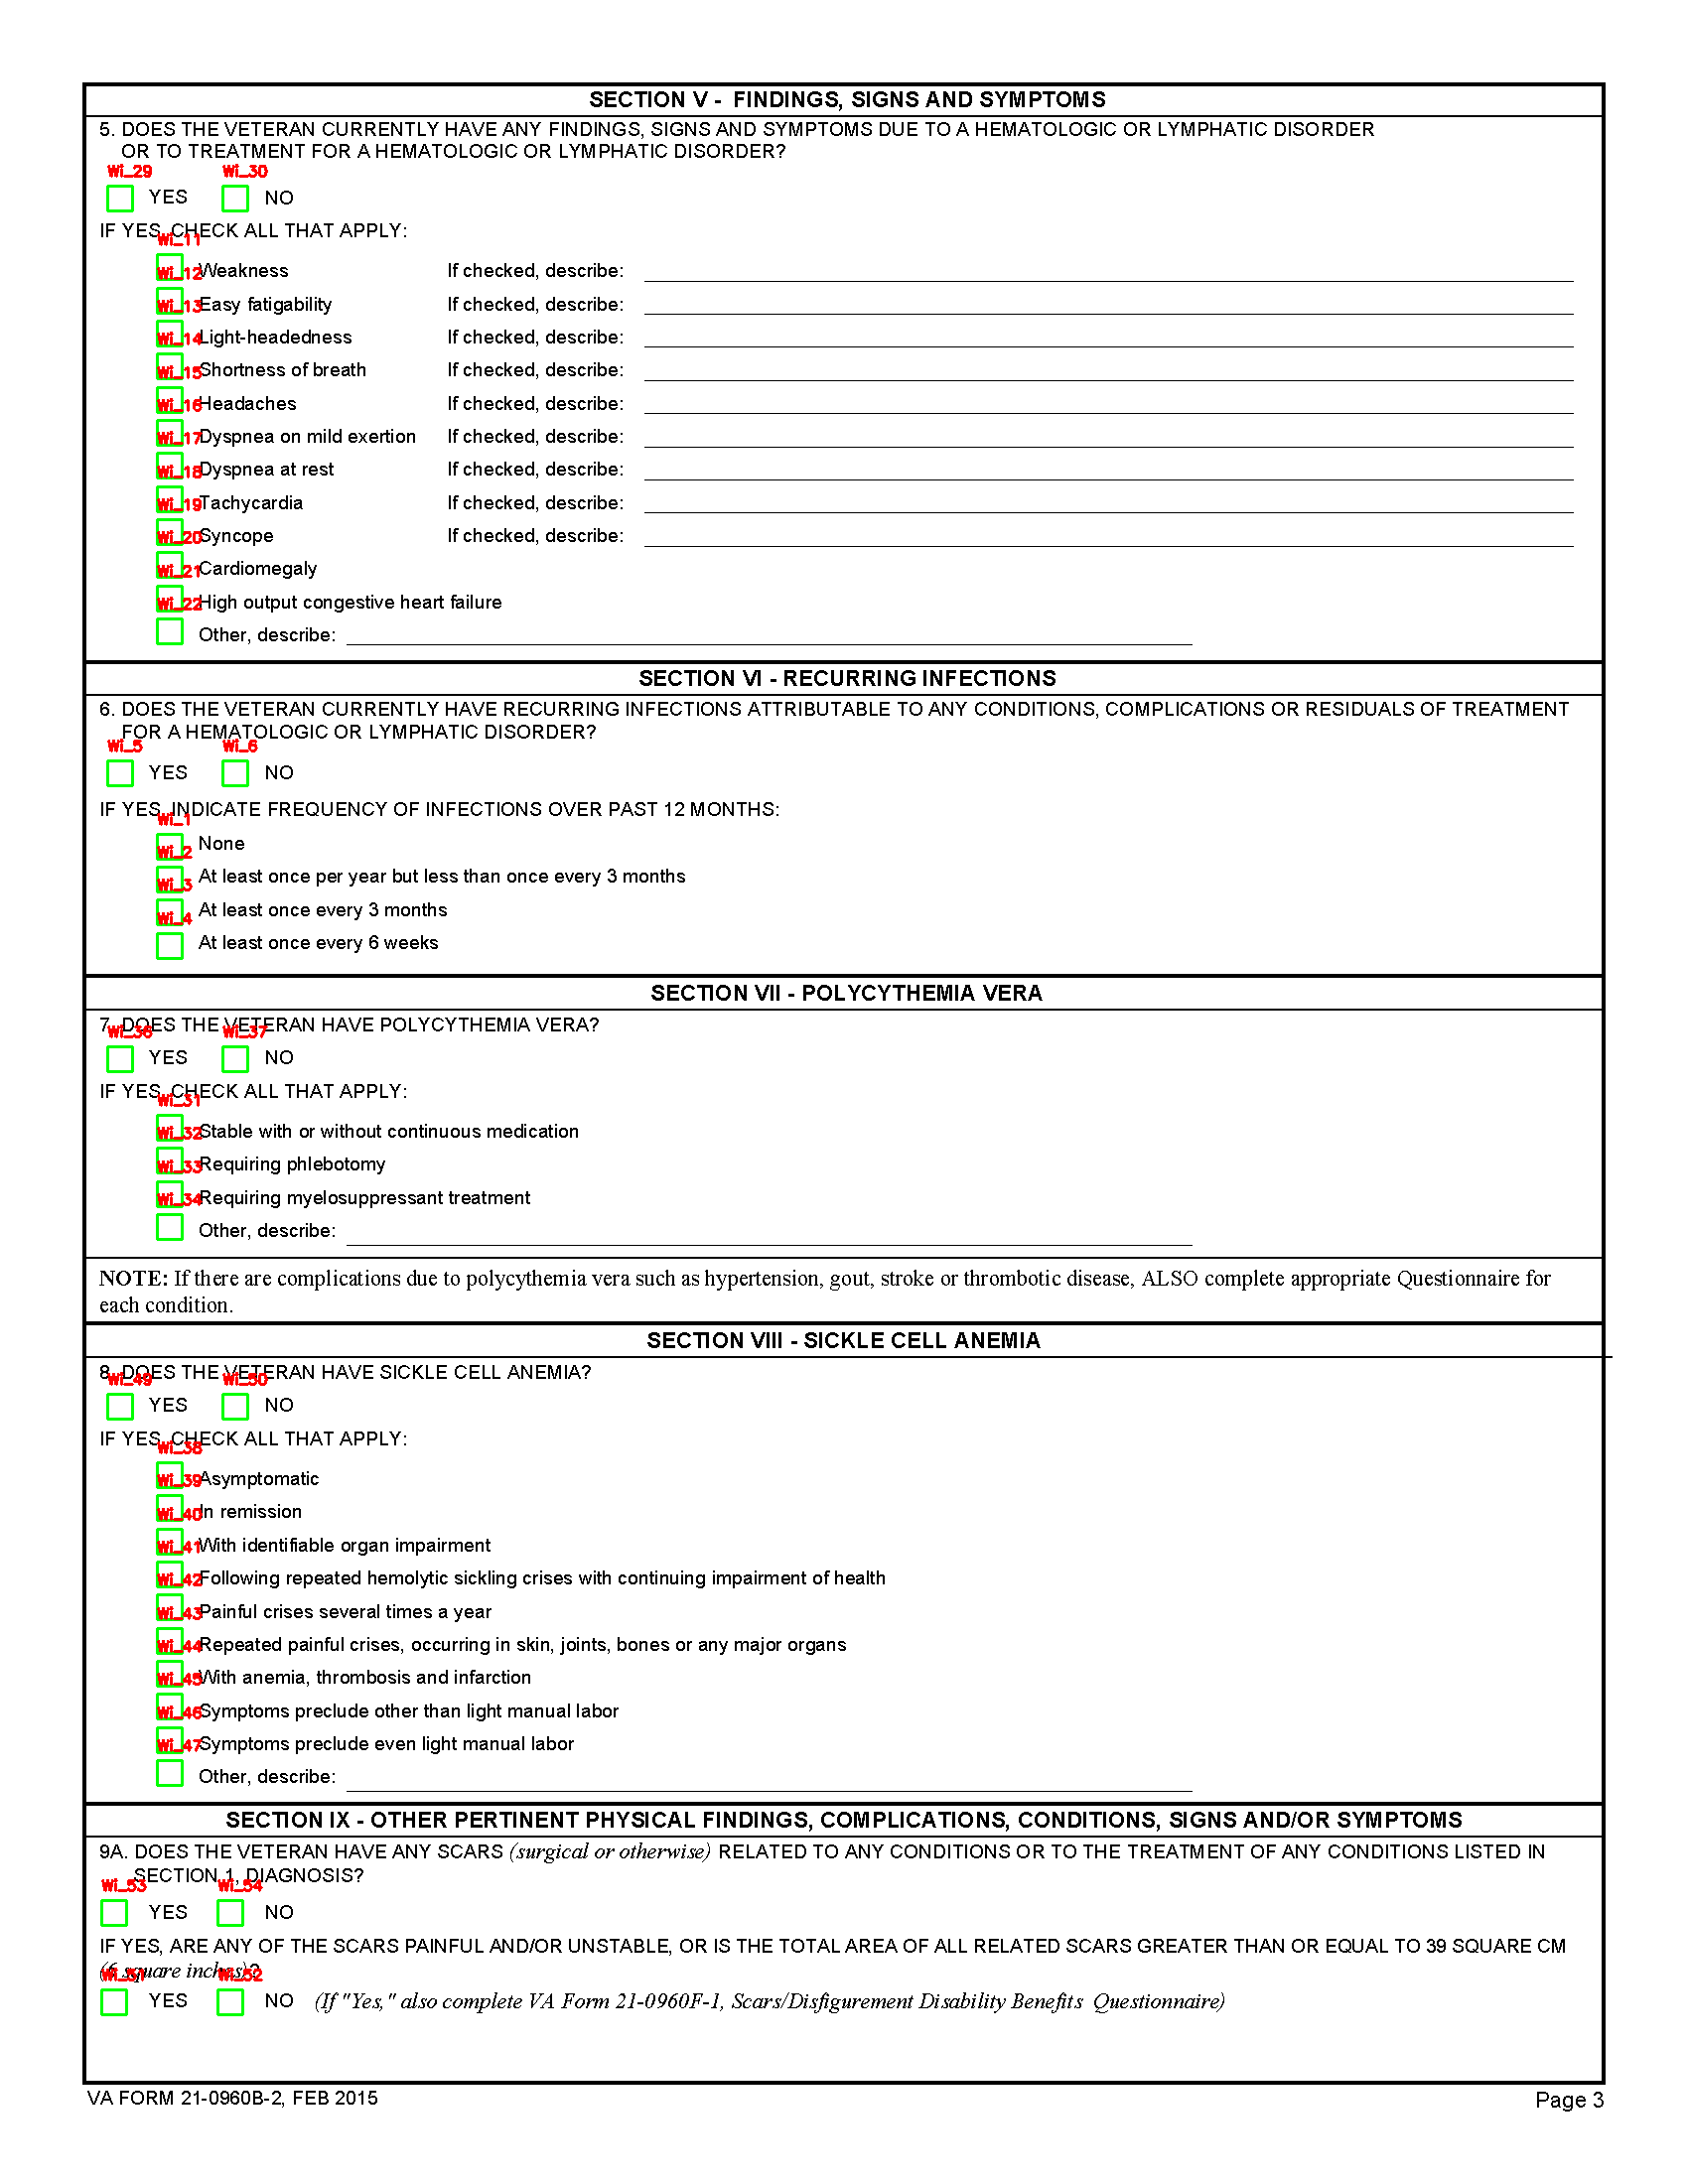 SECTION V - FINDINGS, SIGNS AND SYMPTOMS
5. DOES THE VETERAN CURRENTLY HAVE ANY FINDINGS, SIGNS AND SYMPTOMS DUE TO A HEMATOLOGIC OR LYMPHATIC DISORDER
OR TO TREATMENT FOR A HEMATOLOGIC OR LYMPHATIC DISORDER?
Wi_29 Wi_30
YES NO
IF YES, CHECK ALL THAT APPLY:
Wi_11
Wi_12 Weakness If checked, describe:
Wi_13 Easy fatigability If checked, describe:
Wi_14 Light-headedness If checked, describe:
Wi_15 Shortness of breath If checked, describe:
Wi_16 Headaches If checked, describe:
Wi_17 Dyspnea on mild exertion If checked, describe:
Wi_18 Dyspnea at rest If checked, describe:
Wi_19 Tachycardia If checked, describe:
Wi_20 Syncope If checked, describe:
Wi_21 Cardiomegaly
Wi_22 High output congestive heart failure
Other, describe:
SECTION VI - RECURRING INFECTIONS
6. DOES THE VETERAN CURRENTLY HAVE RECURRING INFECTIONS ATTRIBUTABLE TO ANY CONDITIONS, COMPLICATIONS OR RESIDUALS OF TREATMENT
FOR A HEMATOLOGIC OR LYMPHATIC DISORDER?
Wi_5 Wi_6
YES NO
IF YES, INDICATE FREQUENCY OF INFECTIONS OVER PAST 12 MONTHS:
Wi_1
None
Wi_2
At least once per year but less than once every 3 months
Wi_3
At least once every 3 months
Wi_4
At least once every 6 weeks
SECTION VII - POLYCYTHEMIA VERA
7. DOES THE VETERAN HAVE POLYCYTHEMIA VERA?
Wi_36 Wi_37
YES NO
IF YES, CHECK ALL THAT APPLY:
Wi_31
Wi_32 Stable with or without continuous medication
Wi_33 Requiring phlebotomy
Wi_34 Requiring myelosuppressant treatment
Other, describe:
NOTE: If there are complications due to polycythemia vera such as hypertension, gout, stroke or thrombotic disease, ALSO complete appropriate Questionnaire for
each condition.
SECTION VIII - SICKLE CELL ANEMIA
8. DOES THE VETERAN HAVE SICKLE CELL ANEMIA?
Wi_49 Wi_50
YES NO
IF YES, CHECK ALL THAT APPLY:
Wi_38
Wi_39 Asymptomatic
Wi_40 In remission
Wi_41 With identifiable organ impairment
Wi_42 Following repeated hemolytic sickling crises with continuing impairment of health
Wi_43 Painful crises several times a year
Wi_44 Repeated painful crises, occurring in skin, joints, bones or any major organs
Wi_45 With anemia, thrombosis and infarction
Wi_46 Symptoms preclude other than light manual labor
Wi_47 Symptoms preclude even light manual labor
Other, describe:
SECTION IX - OTHER PERTINENT PHYSICAL FINDINGS, COMPLICATIONS, CONDITIONS, SIGNS AND/OR SYMPTOMS
9A. DOES THE VETERAN HAVE ANY SCARS (surgical or otherwise) RELATED TO ANY CONDITIONS OR TO THE TREATMENT OF ANY CONDITIONS LISTED IN
SECTION 1, DIAGNOSIS?
Wi_53 Wi_54
YES NO
IF YES, ARE ANY OF THE SCARS PAINFUL AND/OR UNSTABLE, OR IS THE TOTAL AREA OF ALL RELATED SCARS GREATER THAN OR EQUAL TO 39 SQUARE CM
(6 square inches)?
Wi_51 Wi_52
YES NO (If "Yes," also complete VA Form 21-0960F-1, Scars/Disfigurement Disability Benefits Questionnaire)
VA FORM 21-0960B-2, FEB 2015
Page 3